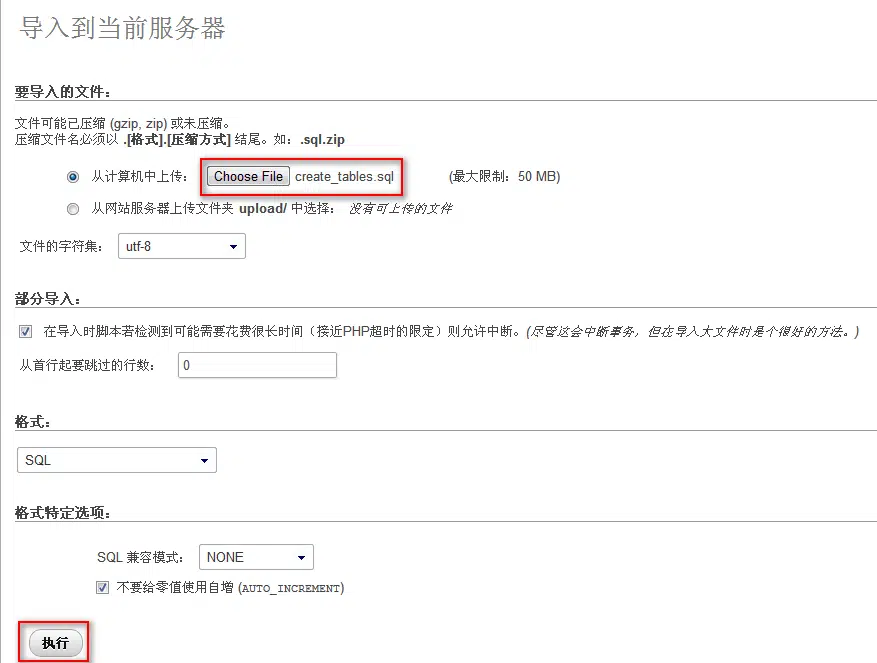 导入到当前服务器
要导入的文件：
文件可能已压缩 (gzip, zip) 或未压缩。
压缩文件名必须以 .[格式].[压缩方式] 结尾。如：.sql.zip
从计算机中上传： Choose File create_tables.sql (最大限制：50 MB)
从网站服务器上传文件夹 upload/ 中选择： 没有可上传的文件
文件的字符集： utf-8
部分导入：
在导入时脚本若检测到可能需要花费很长时间（接近PHP超时的限定）则允许中断。(尽管这会中断事务，但在导入大文件时是个很好的方法。)
从首行起要跳过的行数： 0
格式：
SQL
格式特定选项：
SQL 兼容模式： NONE
不要给零值使用自增 (AUTO_INCREMENT)
执行